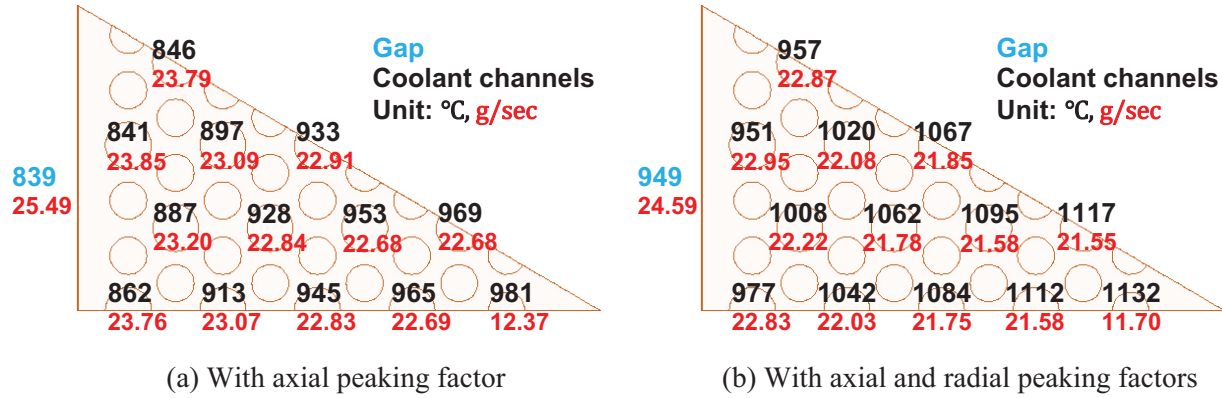 846
23.79
Gap
Coolant channels
Unit: ℃, g/sec
841 897 933
23.85 23.09 22.91
839
25.49
887 928 953 969
23.20 22.84 22.68 22.68
862 913 945 965 981
23.76 23.07 22.83 22.69 12.37
(a) With axial peaking factor
957
22.87
Gap
Coolant channels
Unit: ℃, g/sec
951 1020 1067
22.95 22.08 21.85
949
24.59
1008 1062 1095 1117
22.22 21.78 21.58 21.55
977 1042 1084 1112 1132
22.83 22.03 21.75 21.58 11.70
(b) With axial and radial peaking factors